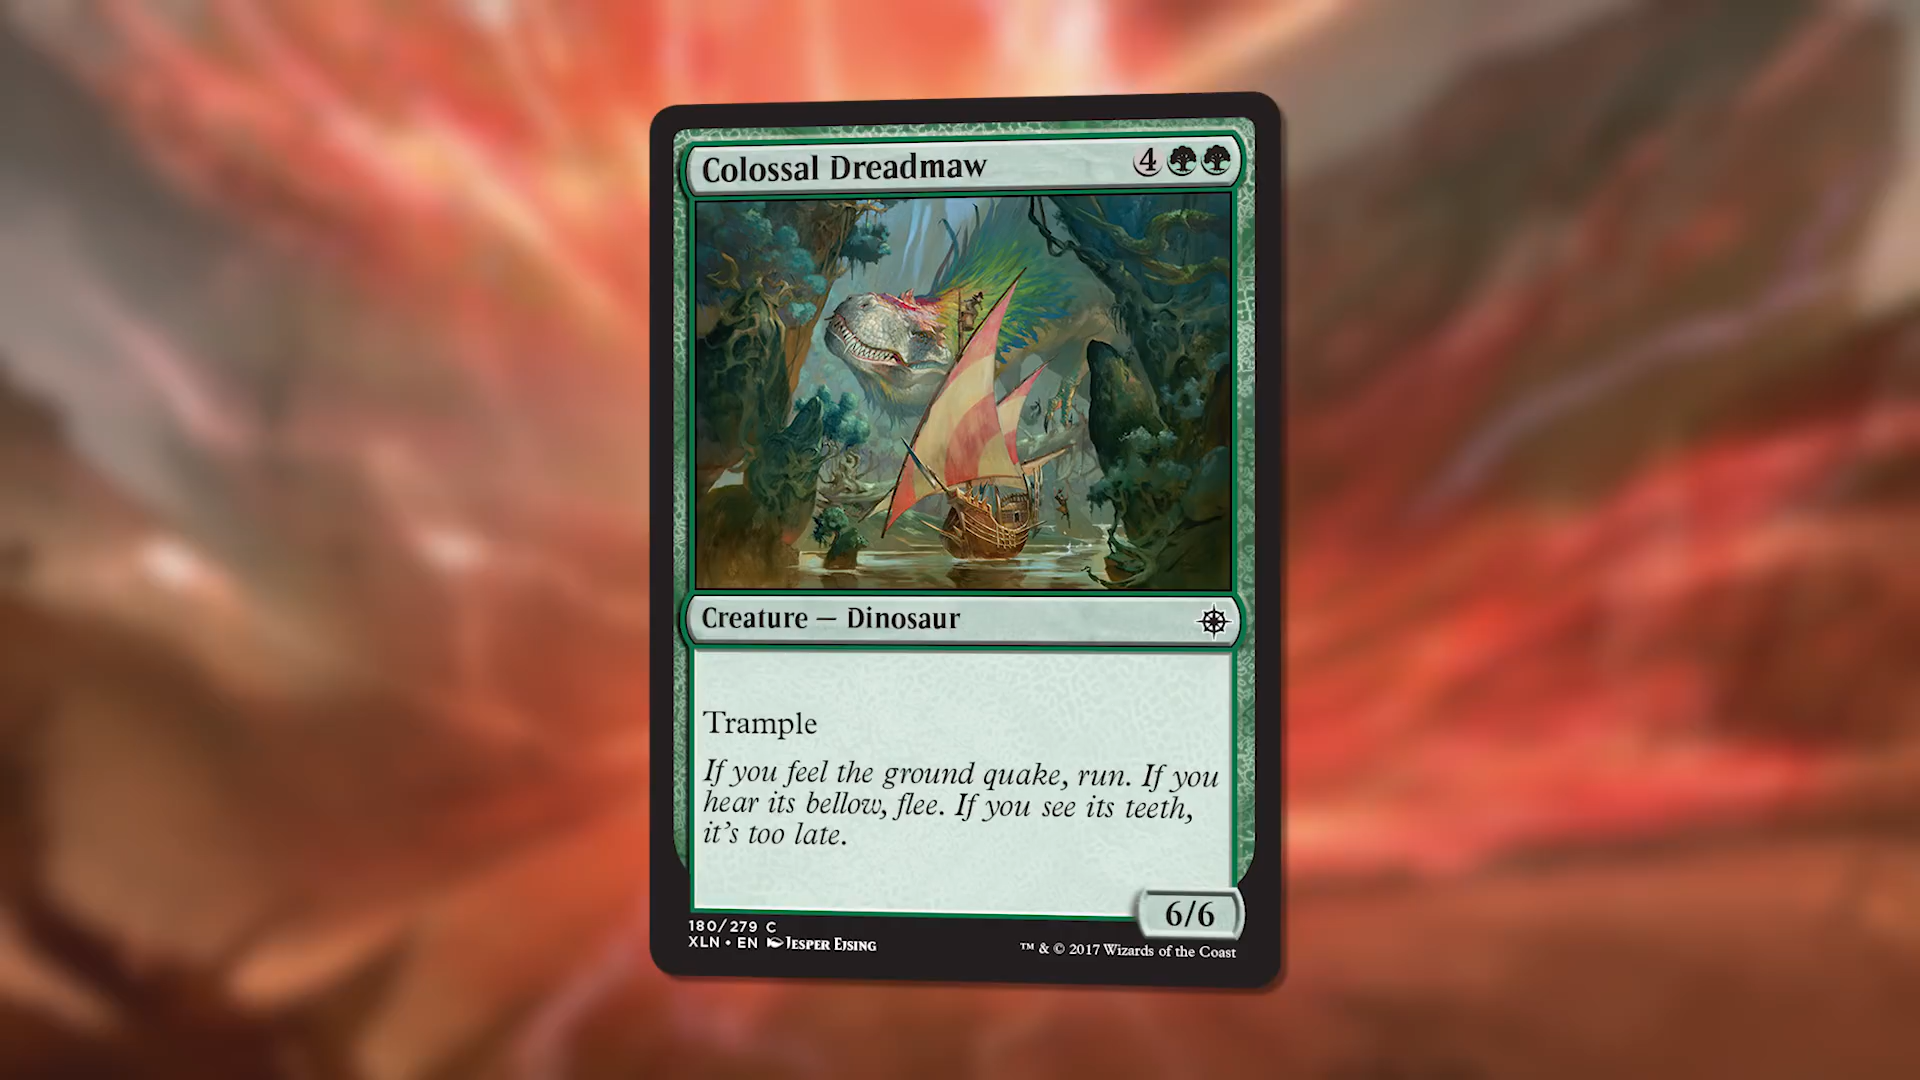 Colossal Dreadmaw 4
Creature — Dinosaur
Trample
If you feel the ground quake, run. If you
hear its bellow, flee. If you see its teeth,
it's too late.
6/6
180/279 C
XLN • EN Jesper Ejsing
™ & © 2017 Wizards of the Coast